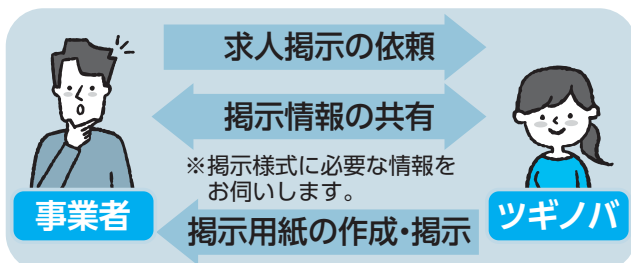 求人掲示の依頼
掲示情報の共有
※掲示様式に必要な情報を
お伺いします。
掲示用紙の作成・掲示
事業者
ツギノバ